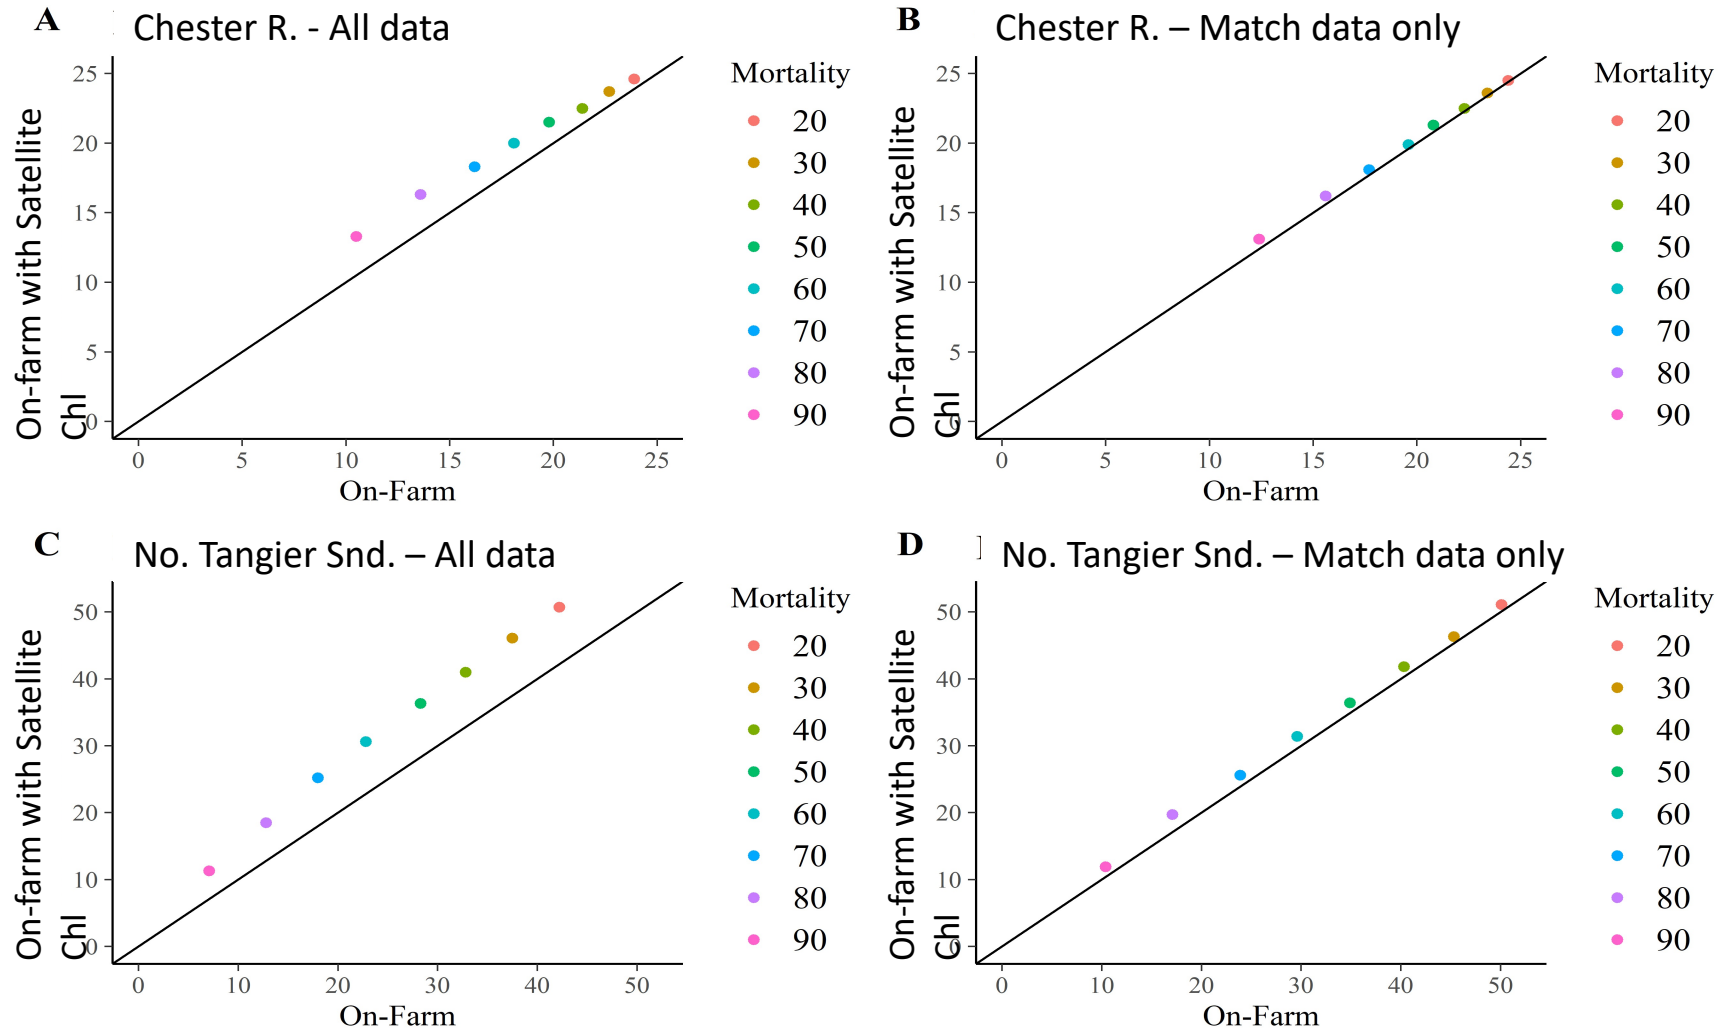 A
Chester R. - All data
On-farm with Satellite
Chl
25
20
15
10
5
0
0 5 10 15 20 25
On-Farm
Mortality
20
30
40
50
60
70
80
90
B
Chester R. – Match data only
On-farm with Satellite
Chl
25
20
15
10
5
0
0 5 10 15 20 25
On-Farm
Mortality
20
30
40
50
60
70
80
90
C
No. Tangier Snd. – All data
On-farm with Satellite
Chl
50
40
30
20
10
0
0 10 20 30 40 50
On-Farm
Mortality
20
30
40
50
60
70
80
90
D
No. Tangier Snd. – Match data only
On-farm with Satellite
Chl
50
40
30
20
10
0
0 10 20 30 40 50
On-Farm
Mortality
20
30
40
50
60
70
80
90